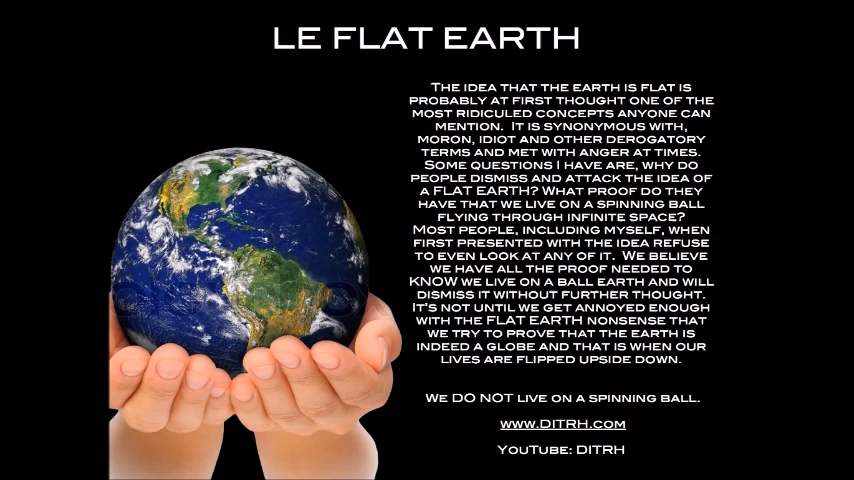 LE FLAT EARTH
THE IDEA THAT THE EARTH IS FLAT IS
PROBABLY AT FIRST THOUGHT ONE OF THE
MOST RIDICULED CONCEPTS ANYONE CAN
MENTION. IT IS SYNONYMOUS WITH,
MORON, IDIOT AND OTHER DEROGATORY
TERMS AND MET WITH ANGER AT TIMES.
SOME QUESTIONS I HAVE ARE, WHY DO
PEOPLE DISMISS AND ATTACK THE IDEA OF
A FLAT EARTH? WHAT PROOF DO THEY
HAVE THAT WE LIVE ON A SPINNING BALL
FLYING THROUGH INFINITE SPACE?
MOST PEOPLE, INCLUDING MYSELF, WHEN
FIRST PRESENTED WITH THE IDEA REFUSE
TO EVEN LOOK AT ANY OF IT. WE BELIEVE
WE HAVE ALL THE PROOF NEEDED TO
KNOW WE LIVE ON A BALL EARTH AND WILL
DISMISS IT WITHOUT FURTHER THOUGHT.
IT'S NOT UNTIL WE GET ANNOYED ENOUGH
WITH THE FLAT EARTH NONSENSE THAT
WE TRY TO PROVE THAT THE EARTH IS
INDEED A GLOBE AND THAT IS WHEN OUR
LIVES ARE FLIPPED UPSIDE DOWN.
WE DO NOT LIVE ON A SPINNING BALL.
WWW.DITRH.COM
YOUTUBE: DITRH